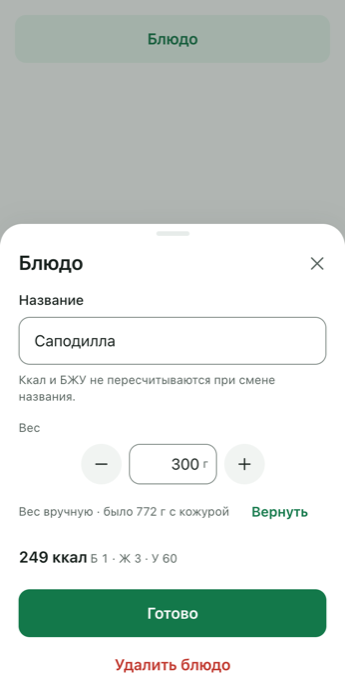 Блюдо
Блюдо
Название
Саподилла
Ккал и БЖУ не пересчитываются при смене
названия.
Вес
− 300 г +
Вес вручную · было 772 г с кожурой Вернуть
249 ккал Б 1 · Ж 3 · У 60
Готово
Удалить блюдо